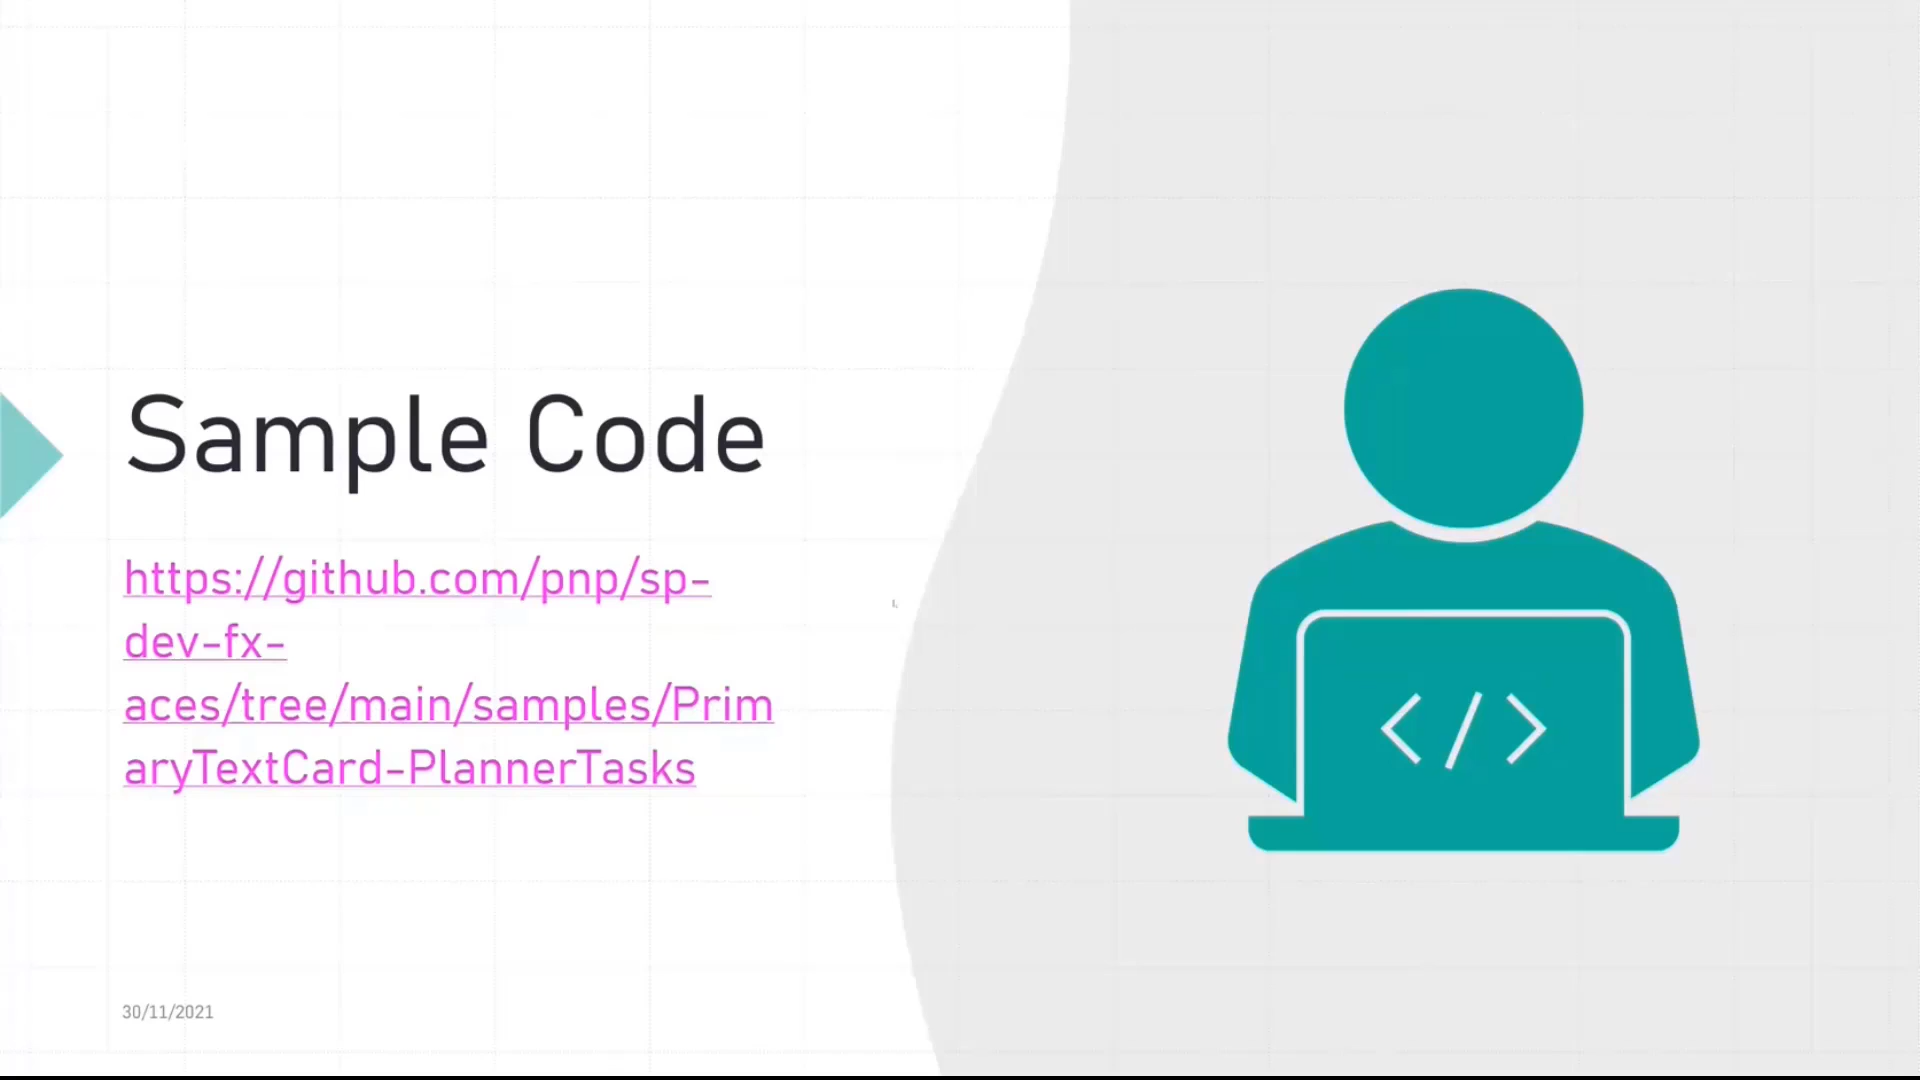 Sample Code
https://github.com/pnp/sp-
dev-fx-
aces/tree/main/samples/Prim
aryTextCard-PlannerTasks
</>
30/11/2021